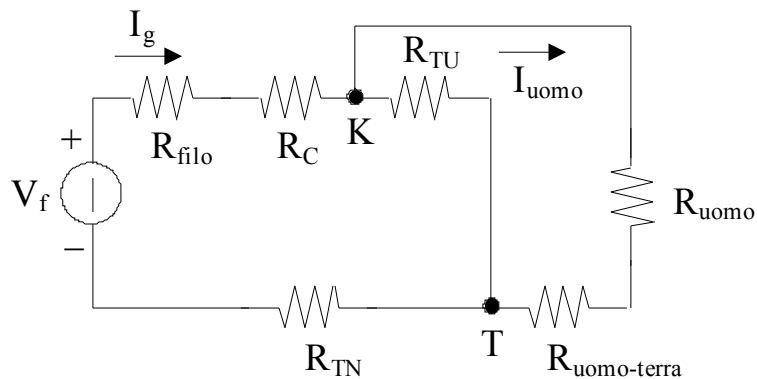 I_g
R_TU
I_uomo
K
+
R_filo
R_C
V_f
R_uomo
−
R_TN
T
R_uomo-terra